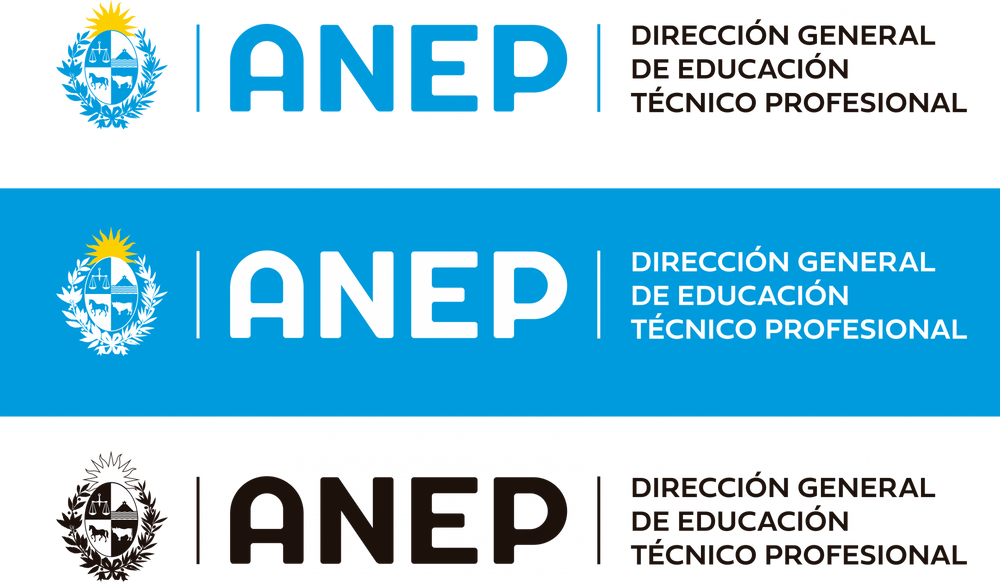 ANEP
DIRECCIÓN GENERAL
DE EDUCACIÓN
TÉCNICO PROFESIONAL
ANEP
DIRECCIÓN GENERAL
DE EDUCACIÓN
TÉCNICO PROFESIONAL
ANEP
DIRECCIÓN GENERAL
DE EDUCACIÓN
TÉCNICO PROFESIONAL